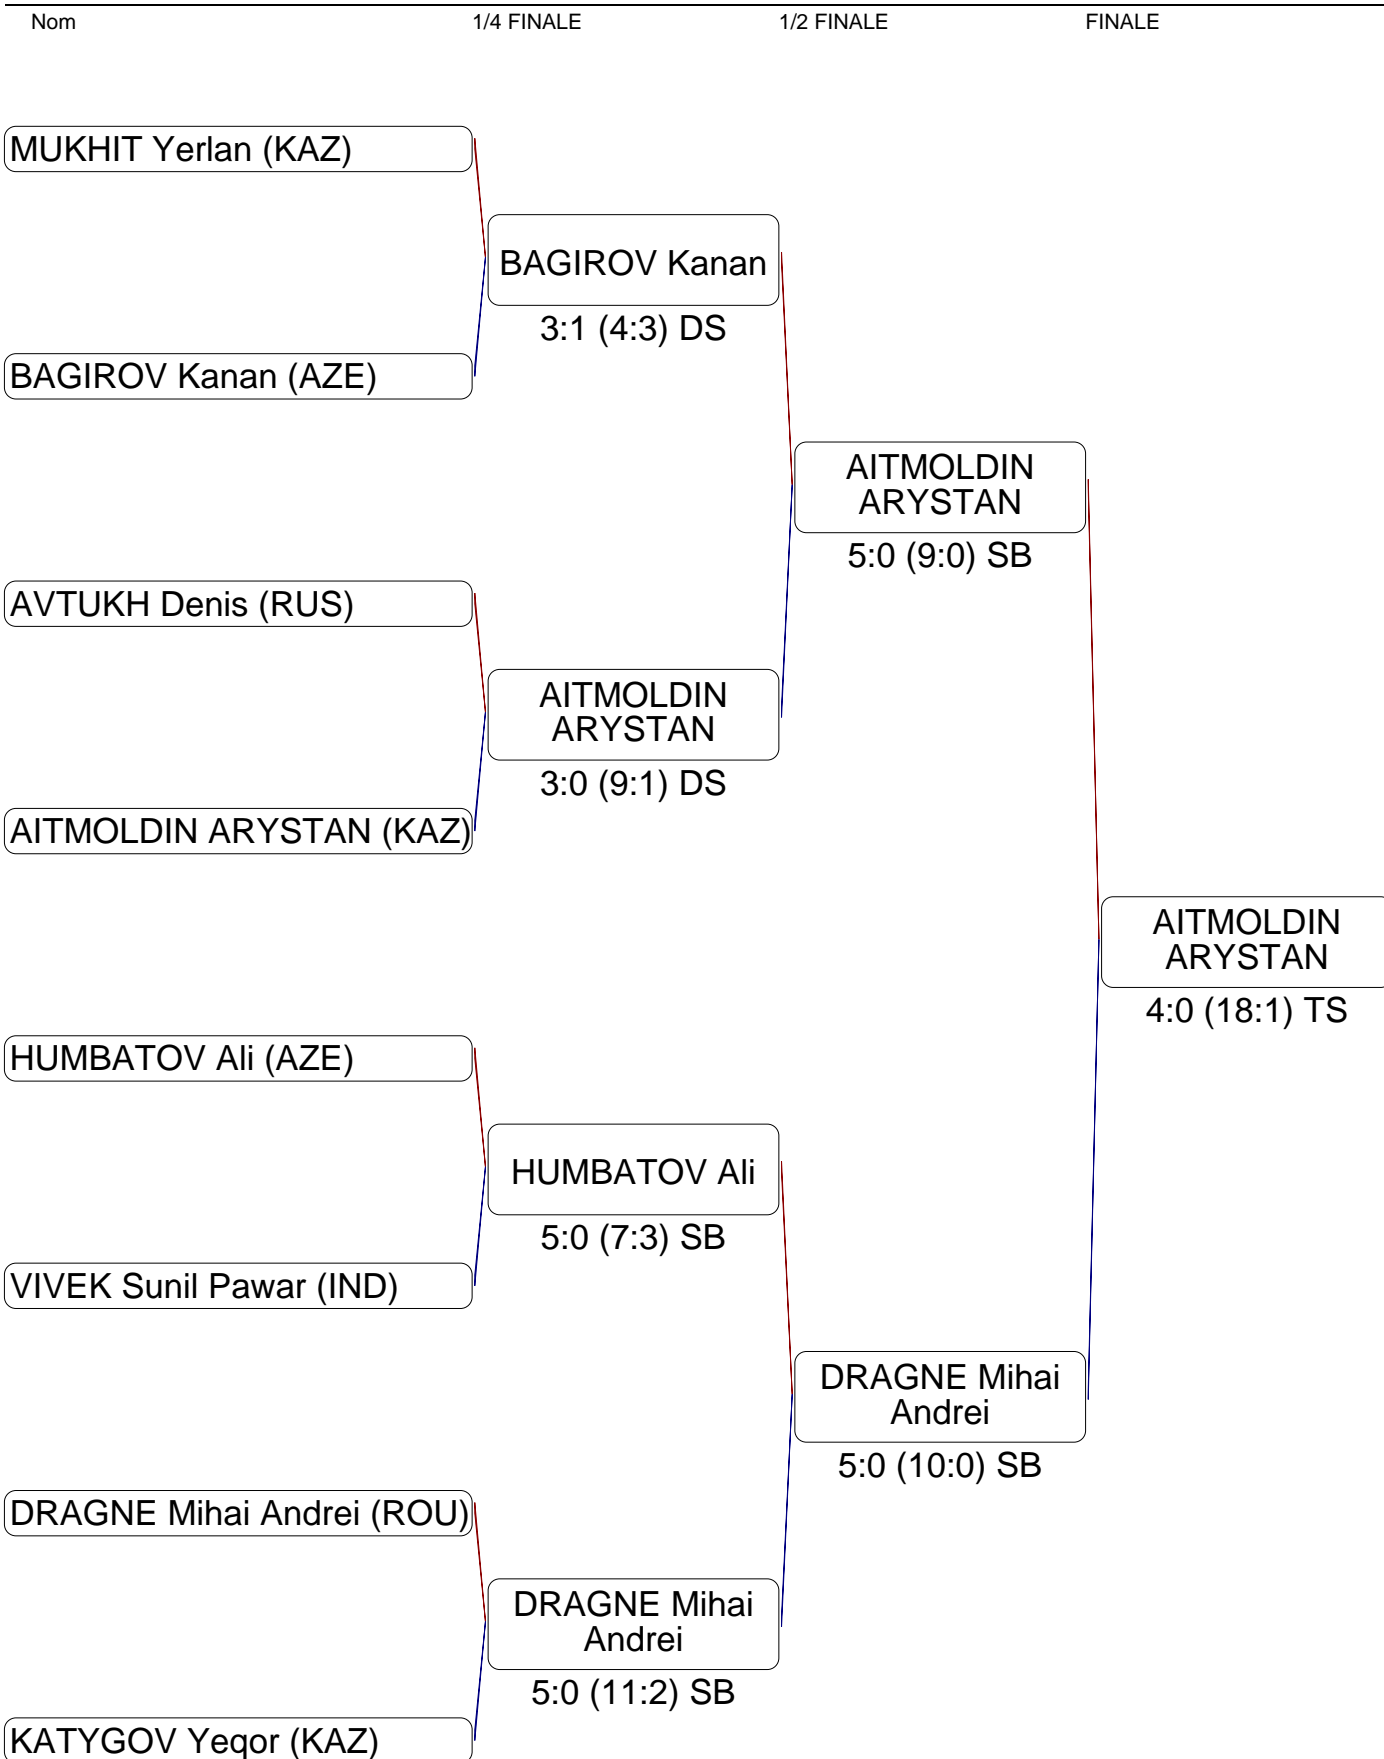 Nom 1/4 FINALE 1/2 FINALE FINALE
MUKHIT Yerlan (KAZ)
BAGIROV Kanan
3:1 (4:3) DS
BAGIROV Kanan (AZE)
AITMOLDIN
ARYSTAN
5:0 (9:0) SB
AVTUKH Denis (RUS)
AITMOLDIN
ARYSTAN
3:0 (9:1) DS
AITMOLDIN ARYSTAN (KAZ)
AITMOLDIN
ARYSTAN
4:0 (18:1) TS
HUMBATOV Ali (AZE)
HUMBATOV Ali
5:0 (7:3) SB
VIVEK Sunil Pawar (IND)
DRAGNE Mihai
Andrei
5:0 (10:0) SB
DRAGNE Mihai Andrei (ROU)
DRAGNE Mihai
Andrei
5:0 (11:2) SB
KATYGOV Yeqor (KAZ)